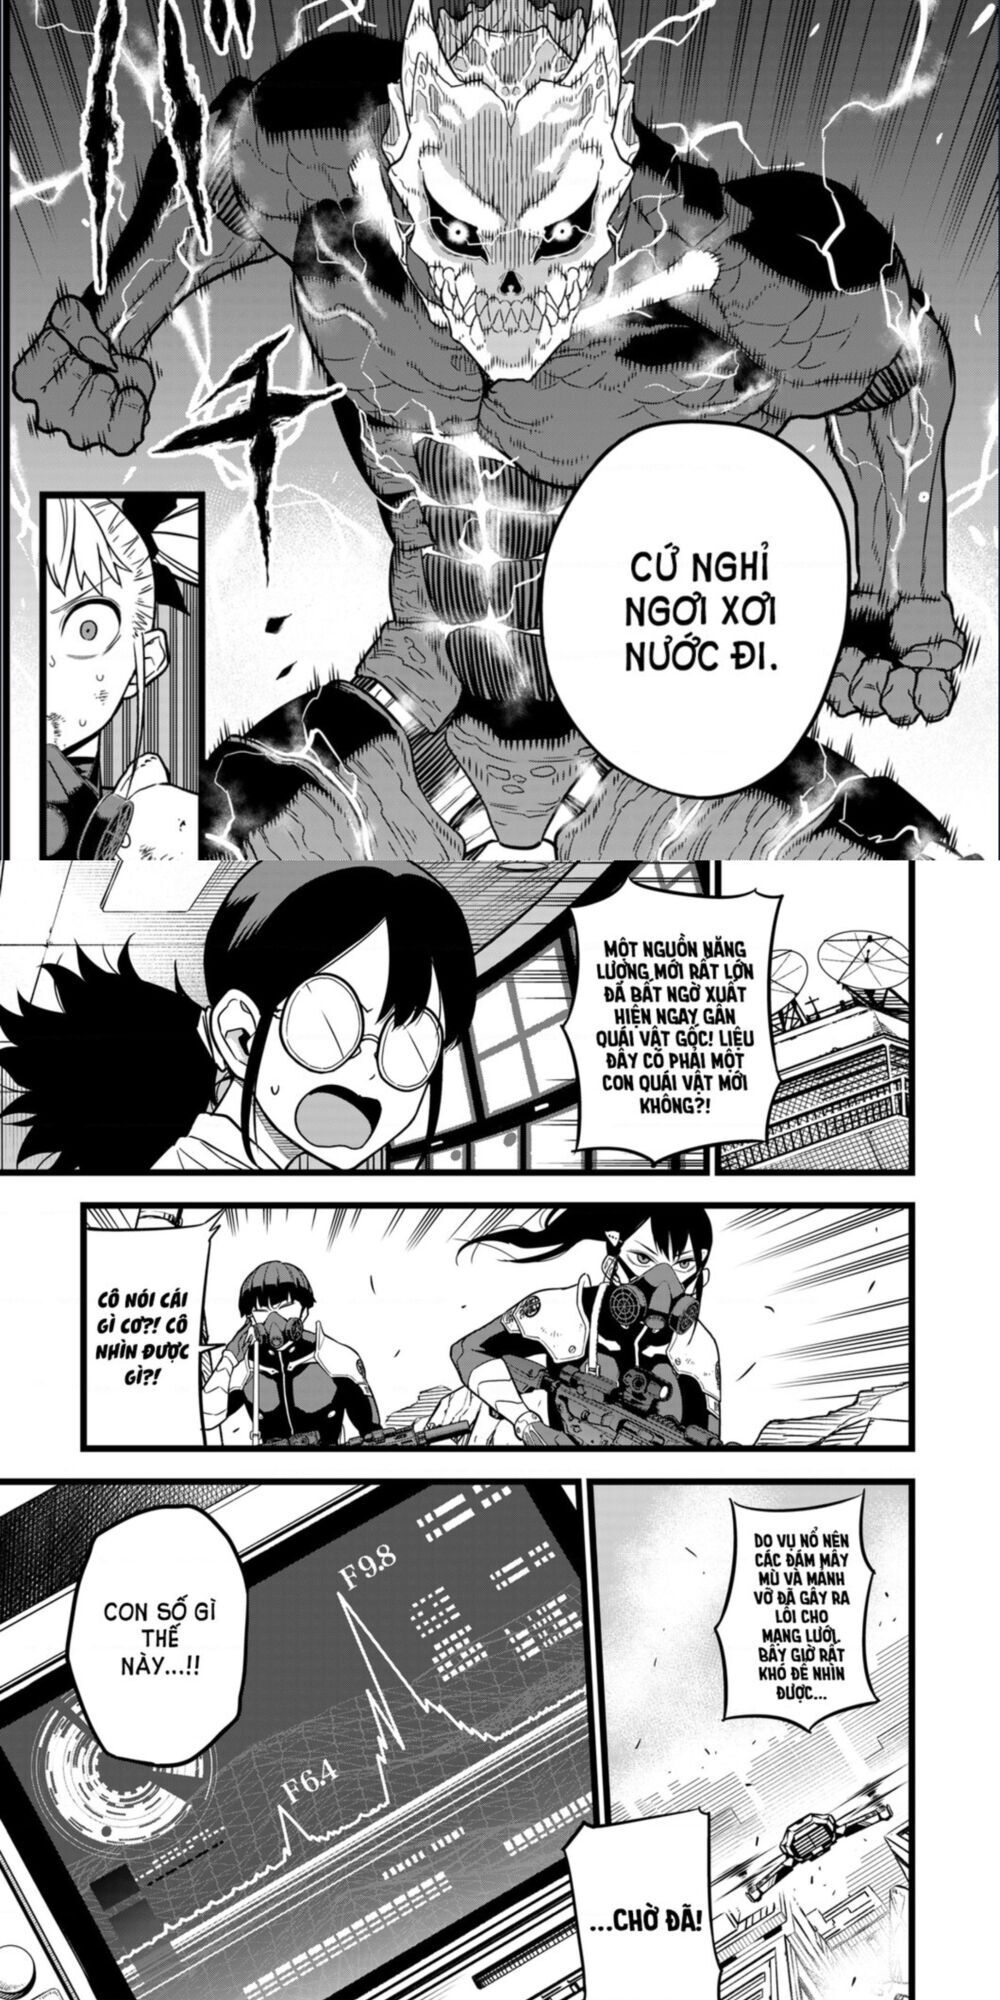 CỨ NGHỈ
NGƠI XƠI
NƯỚC ĐI.
MỘT NGUỒN NĂNG
LƯỢNG MỚI RẤT LỚN
ĐÃ BẤT NGỜ XUẤT
HIỆN NGAY GẦN
QUÁI VẬT GỐC! LIỆU
ĐÂY CÓ PHẢI MỘT
CON QUÁI VẬT MỚI
KHÔNG?!
CÔ NÓI CÁI
GÌ CƠ?! CÔ
NHÌN ĐƯỢC
GÌ?!
DO VỤ NỔ NÊN
CÁC ĐÁM MÂY
MÙ VÀ MẢNH
VỠ ĐÃ GÂY RA
LỖI CHO
MẠNG LƯỚI.
BÂY GIỜ RẤT
KHÓ ĐỂ NHÌN
ĐƯỢC...
...CHỜ ĐÃ!
CON SỐ GÌ
THẾ
NÀY...!!
F9.8
F6.4